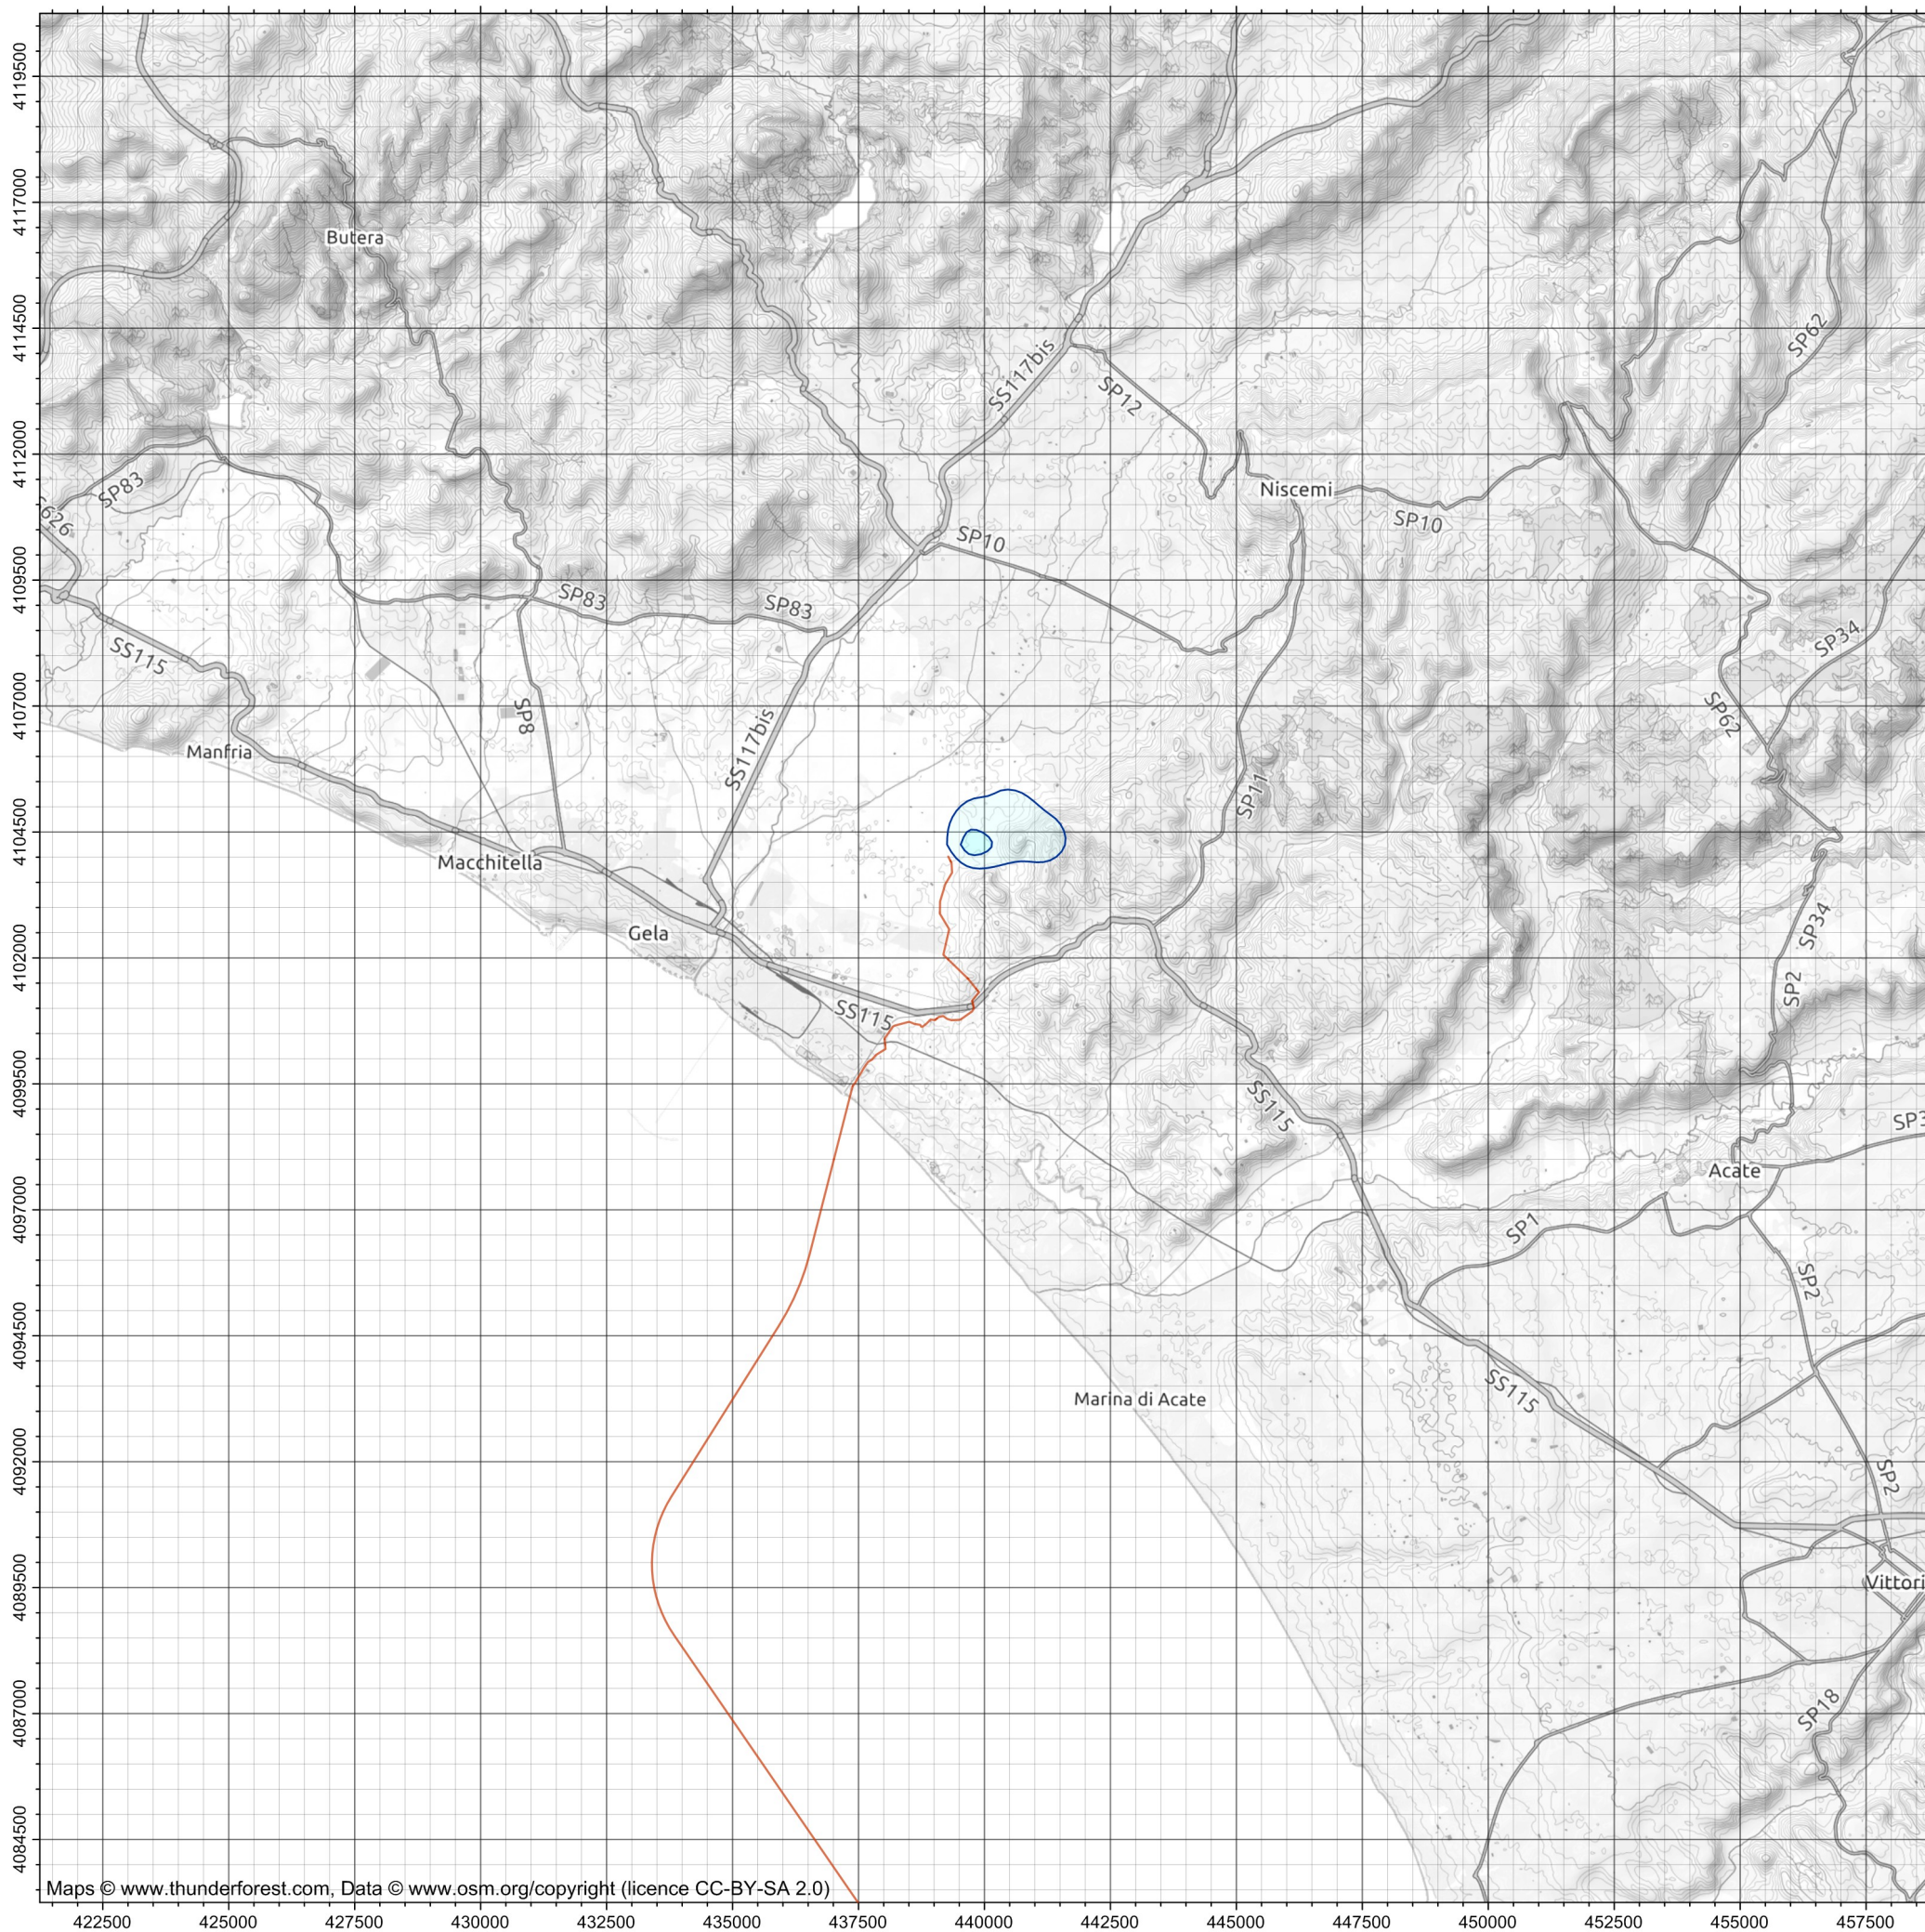 4119500
4117000
Butera
4114500
SS117bis
SP62
SP12
4112000
SP83
Niscemi
626
SP10
SP10
4109500
SP83
SP83
SP34
SS115
4107000
SP8
SP62
SS117bis
Manfria
SP11
4104500
Macchitella
Gela
SP34
4102000
SP2
SS115
4099500
SS115
SP3
Acate
4097000
SP1
SP2
4094500
SS115
Marina di Acate
4092000
SP2
4089500
Vittori
4087000
SP18
4084500
Maps © www.thunderforest.com, Data © www.osm.org/copyright (licence CC-BY-SA 2.0)
422500 425000 427500 430000 432500 435000 437500 440000 442500 445000 447500 450000 452500 455000 457500